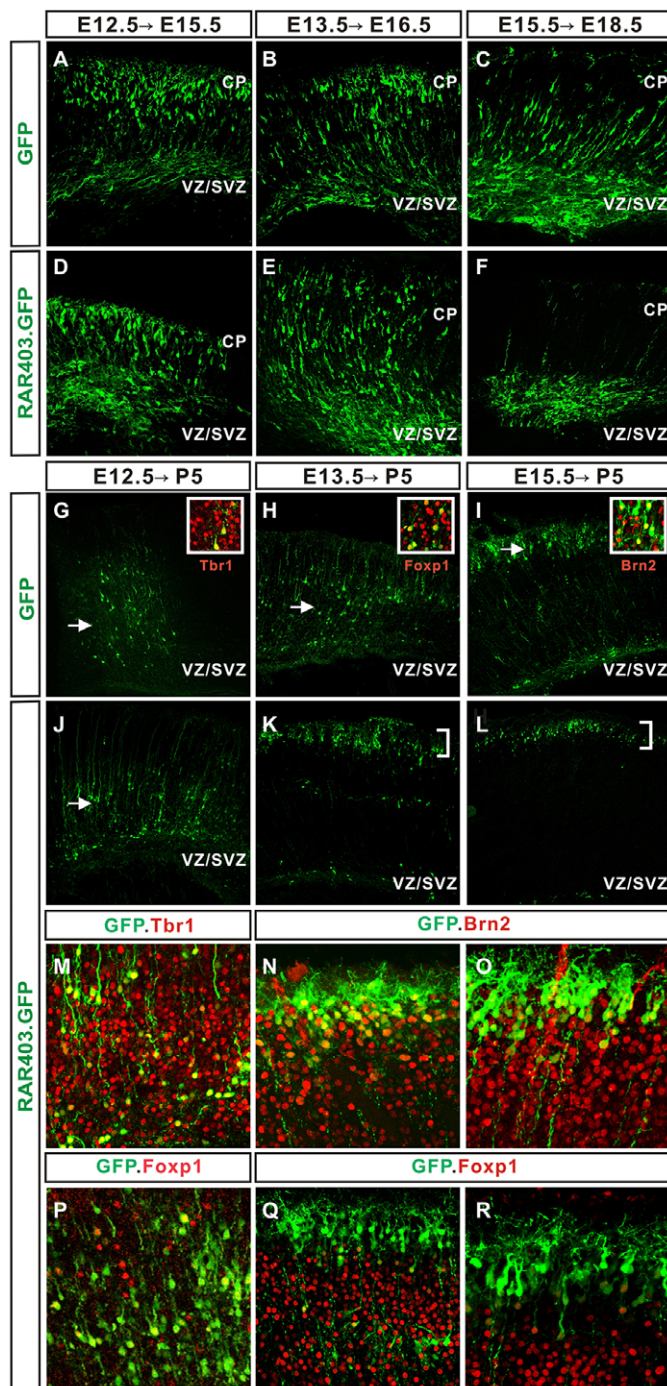 E12.5→ E15.5
E13.5→ E16.5
E15.5→ E18.5
GFP
A
CP
VZ/SVZ
B
CP
VZ/SVZ
C
CP
VZ/SVZ
RAR403.GFP
D
CP
VZ/SVZ
E
CP
VZ/SVZ
F
CP
VZ/SVZ
E12.5→ P5
E13.5→ P5
E15.5→ P5
GFP
G
Tbr1
VZ/SVZ
H
Foxp1
VZ/SVZ
I
Brn2
VZ/SVZ
RAR403.GFP
J
VZ/SVZ
K
VZ/SVZ
H
L
VZ/SVZ
GFP.Tbr1
GFP.Brn2
M
N
O
GFP.Foxp1
GFP.Foxp1
P
Q
R